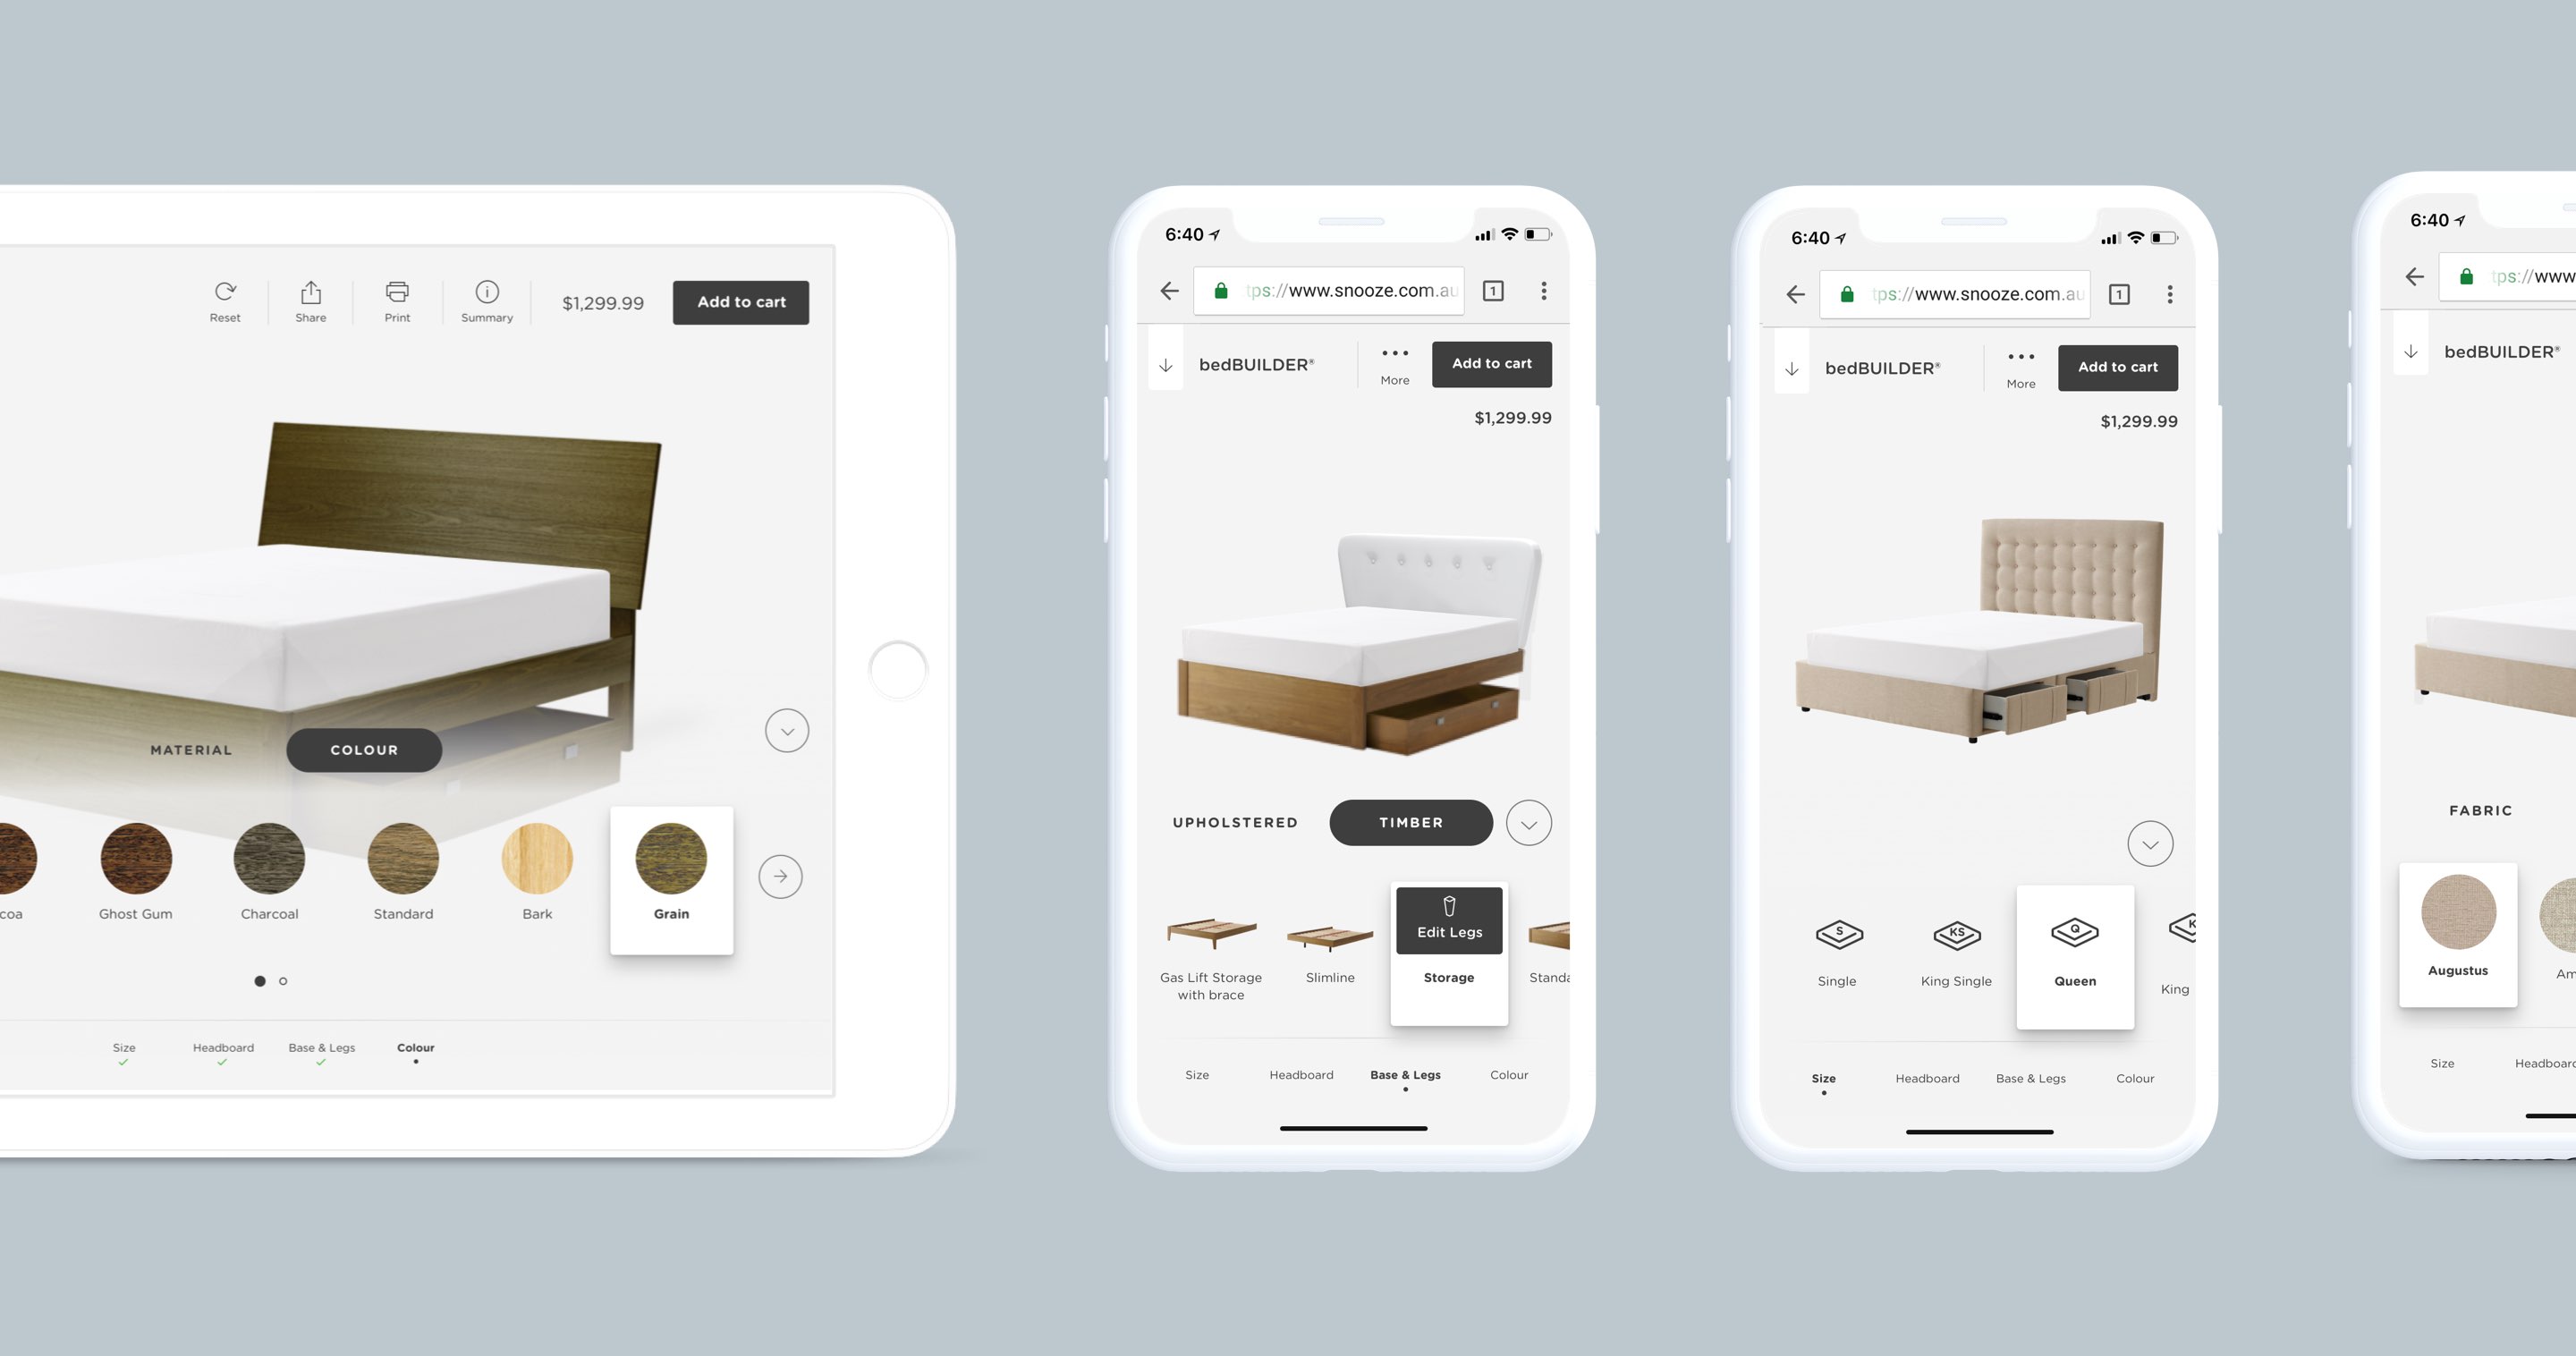 Reset
Share
Print
Summary
$1,299.99
Add to cart
MATERIAL
COLOUR
Ghost Gum
Charcoal
Standard
Bark
Grain
Size
Headboard
Base & Legs
Colour
6:40
tps://www.snooze.com.au
1
bedBUILDER®
More
Add to cart
$1,299.99
UPHOLSTERED
TIMBER
Edit Legs
Gas Lift Storage
with brace
Slimline
Storage
Size
Headboard
Base & Legs
Colour
6:40
tps://www.snooze.com.au
1
bedBUILDER®
More
Add to cart
$1,299.99
S
KS
Q
K
Single
King Single
Queen
King
Size
Headboard
Base & Legs
Colour
6:40
tps://www
bedBUILDER®
FABRIC
Augustus
Size